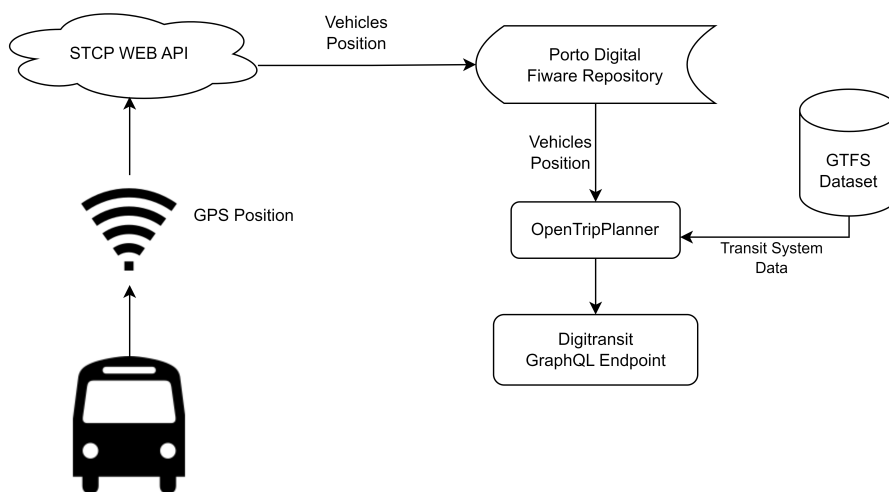 STCP WEB API
Vehicles
Position
Porto Digital
Fiware Repository
Vehicles
Position
GTFS
Dataset
GPS Position
OpenTripPlanner
Transit System
Data
Digitransit
GraphQL Endpoint